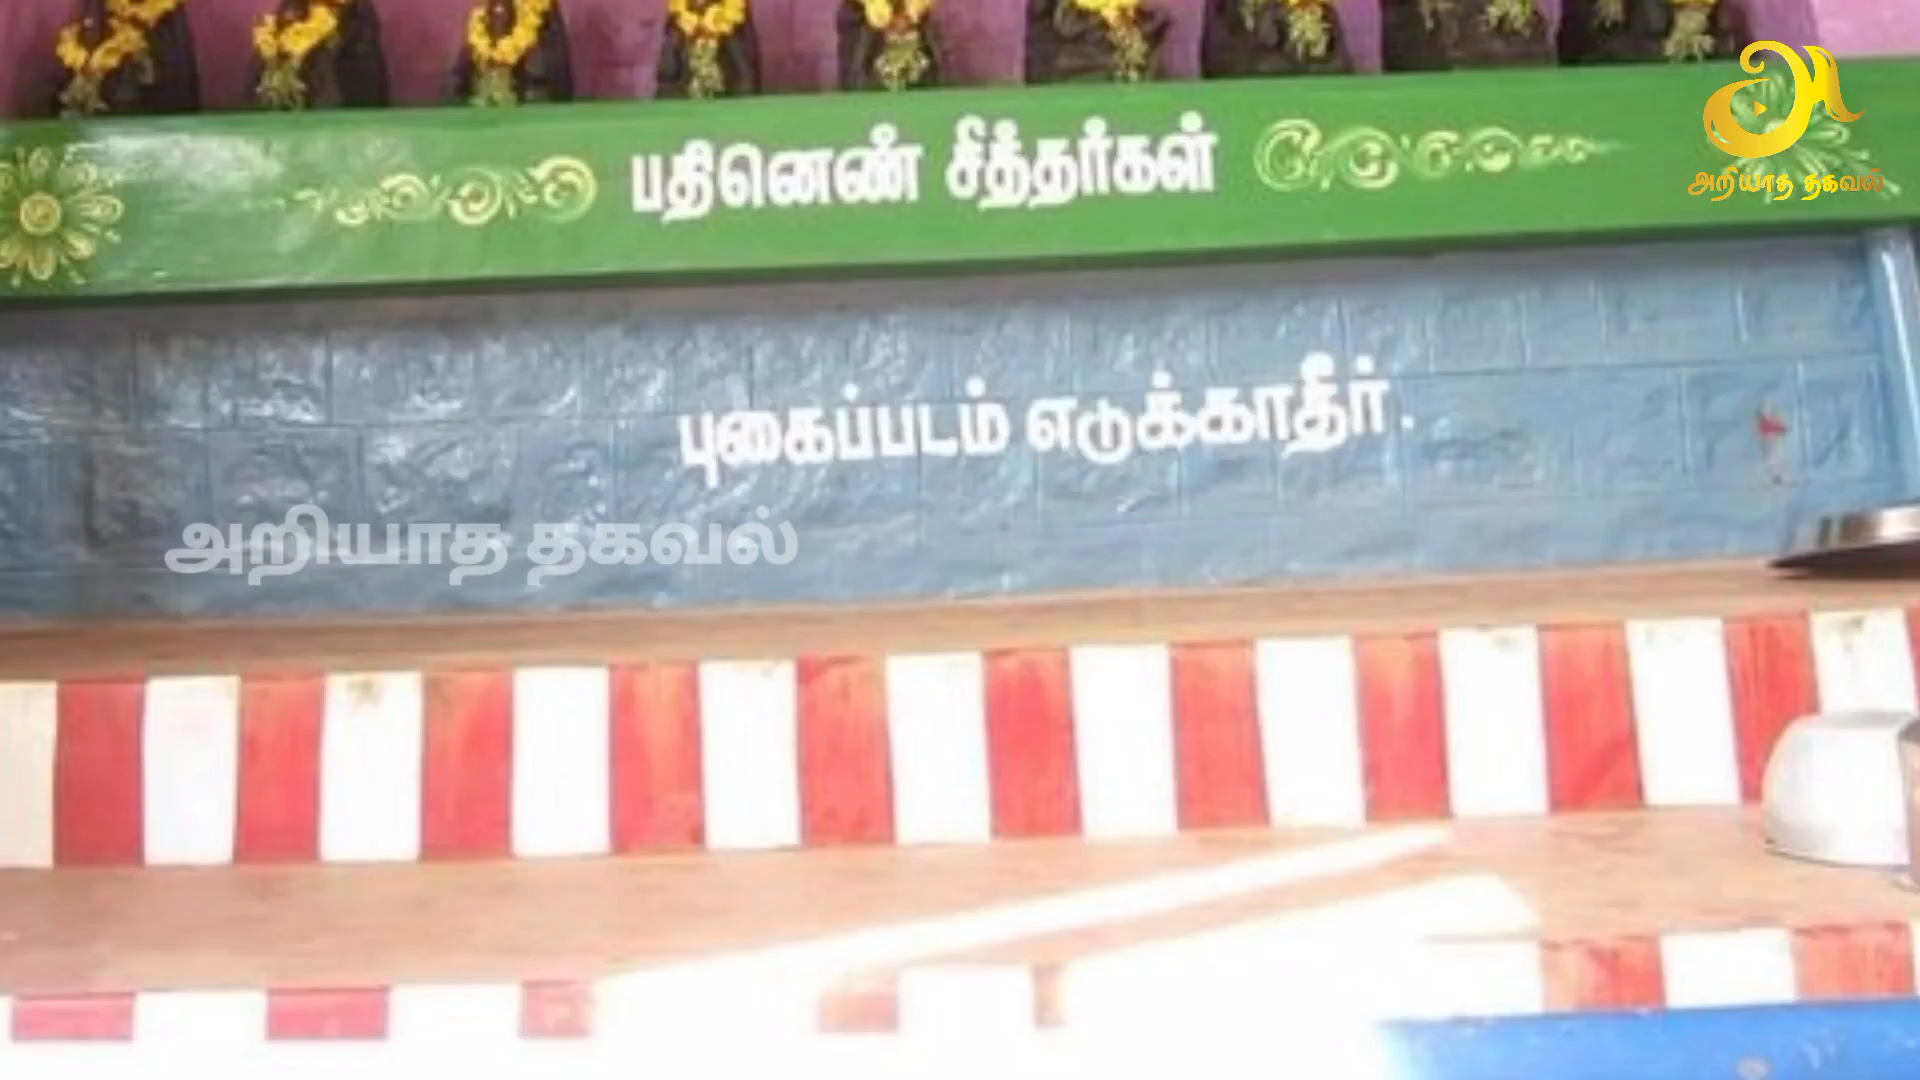 பதினெண் சித்தர்கள்
அறியாத தகவல்
புகைப்படம் எடுக்காதீர்.
அறியாத தகவல்